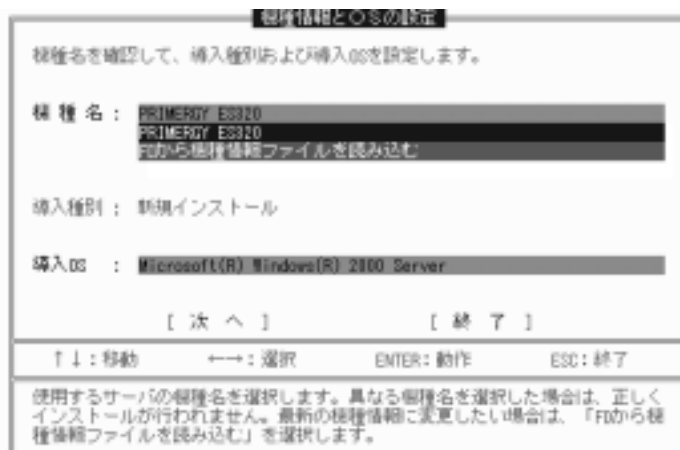 機種情報とOSの設定
機種名を確認して、導入種別および導入OSを設定します。
機 種 名 : PRIMERGY ES320
PRIMERGY ES320
FDから機種情報ファイルを読み込む
導入種別 : 新規インストール
導入OS : Microsoft(R) Windows(R) 2000 Server
[ 次 へ ] [ 終 了 ]
↑↓:移動 ←→:選択 ENTER:動作 ESC:終了
使用するサーバの機種名を選択します。異なる機種名を選択した場合は、正しく
インストールが行われません。最新の機種情報に変更したい場合は、「FDから機
種情報ファイルを読み込む」を選択します。